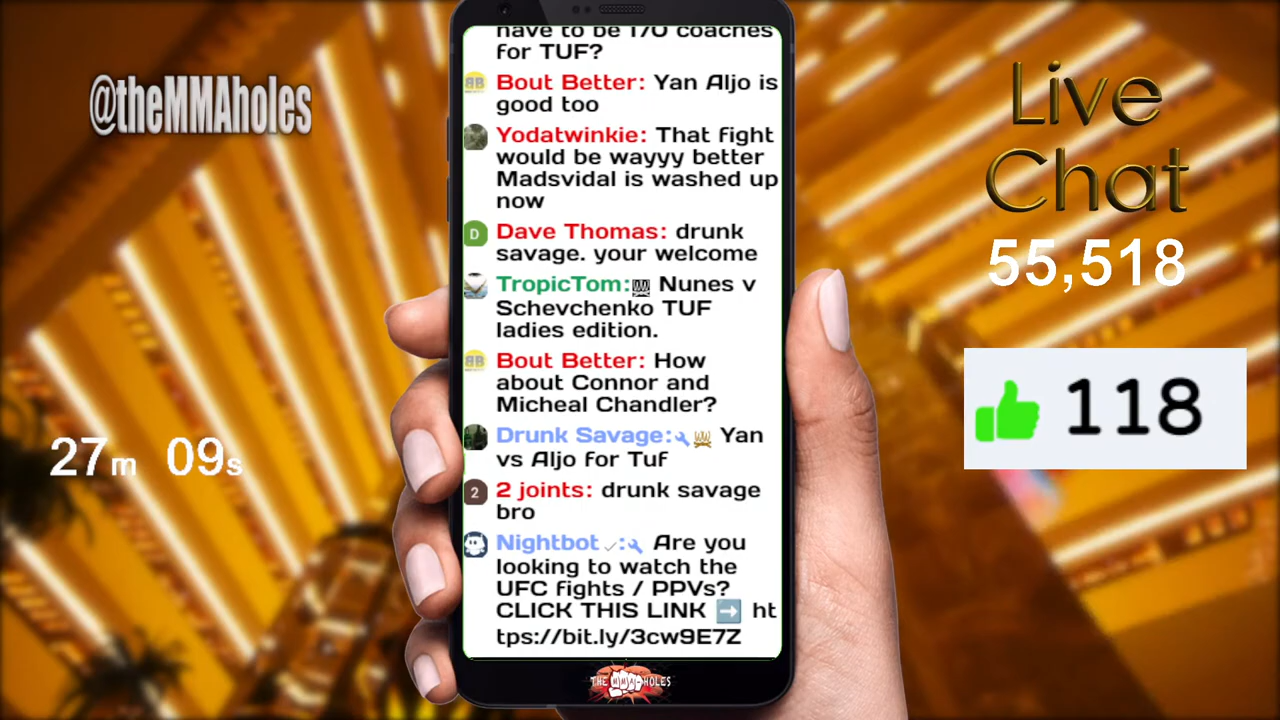 @theMMAholes
have to be 170 coaches
for TUF?
Bout Better: Yan Aljo is
good too
Yodatwinkie: That fight
would be wayyy better
Madsvidal is washed up
now
Dave Thomas: drunk
savage. your welcome
TropicTom: Nunes v
Schevchenko TUF
ladies edition.
Bout Better: How
about Connor and
Micheal Chandler?
Drunk Savage: Yan
vs Aljo for Tuf
2 joints: drunk savage
bro
Nightbot ✓: Are you
looking to watch the
UFC fights / PPVs?
CLICK THIS LINK ➡ ht
tps://bit.ly/3cw9E7Z
THE MMA-HOLES
Live
Chat
55,518
118
27m 09s